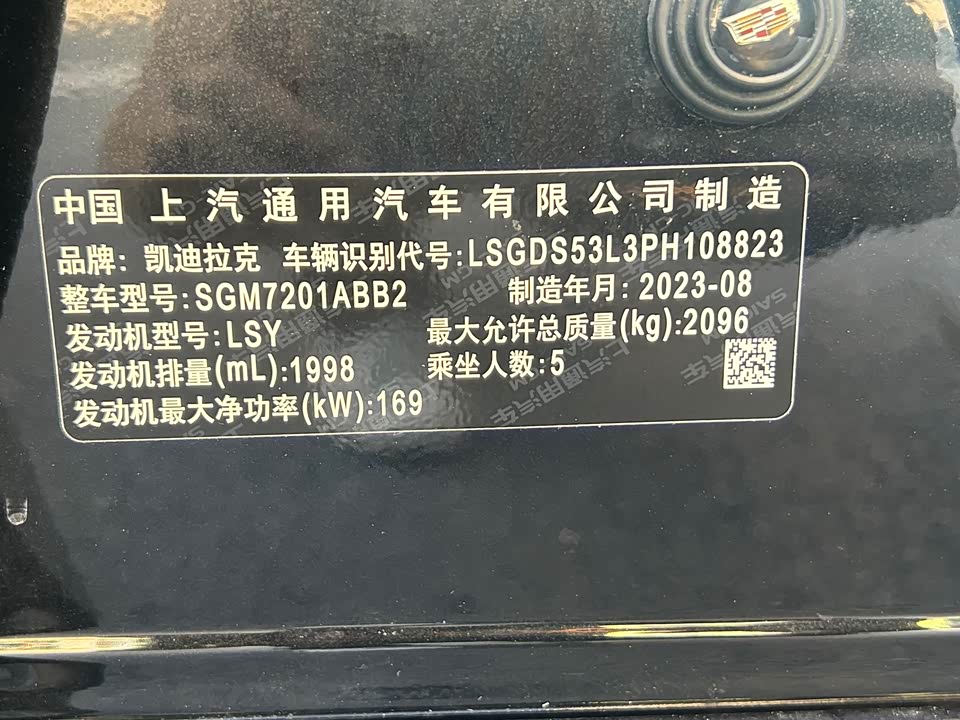 中国 上汽通用汽车有限公司制造
品牌: 凯迪拉克 车辆识别代号:LSGDS53L3PH108823
整车型号:SGM7201ABB2 制造年月: 2023-08
发动机型号:LSY 最大允许总质量(kg):2096
发动机排量(mL):1998 乘坐人数:5
发动机最大净功率(kW):169